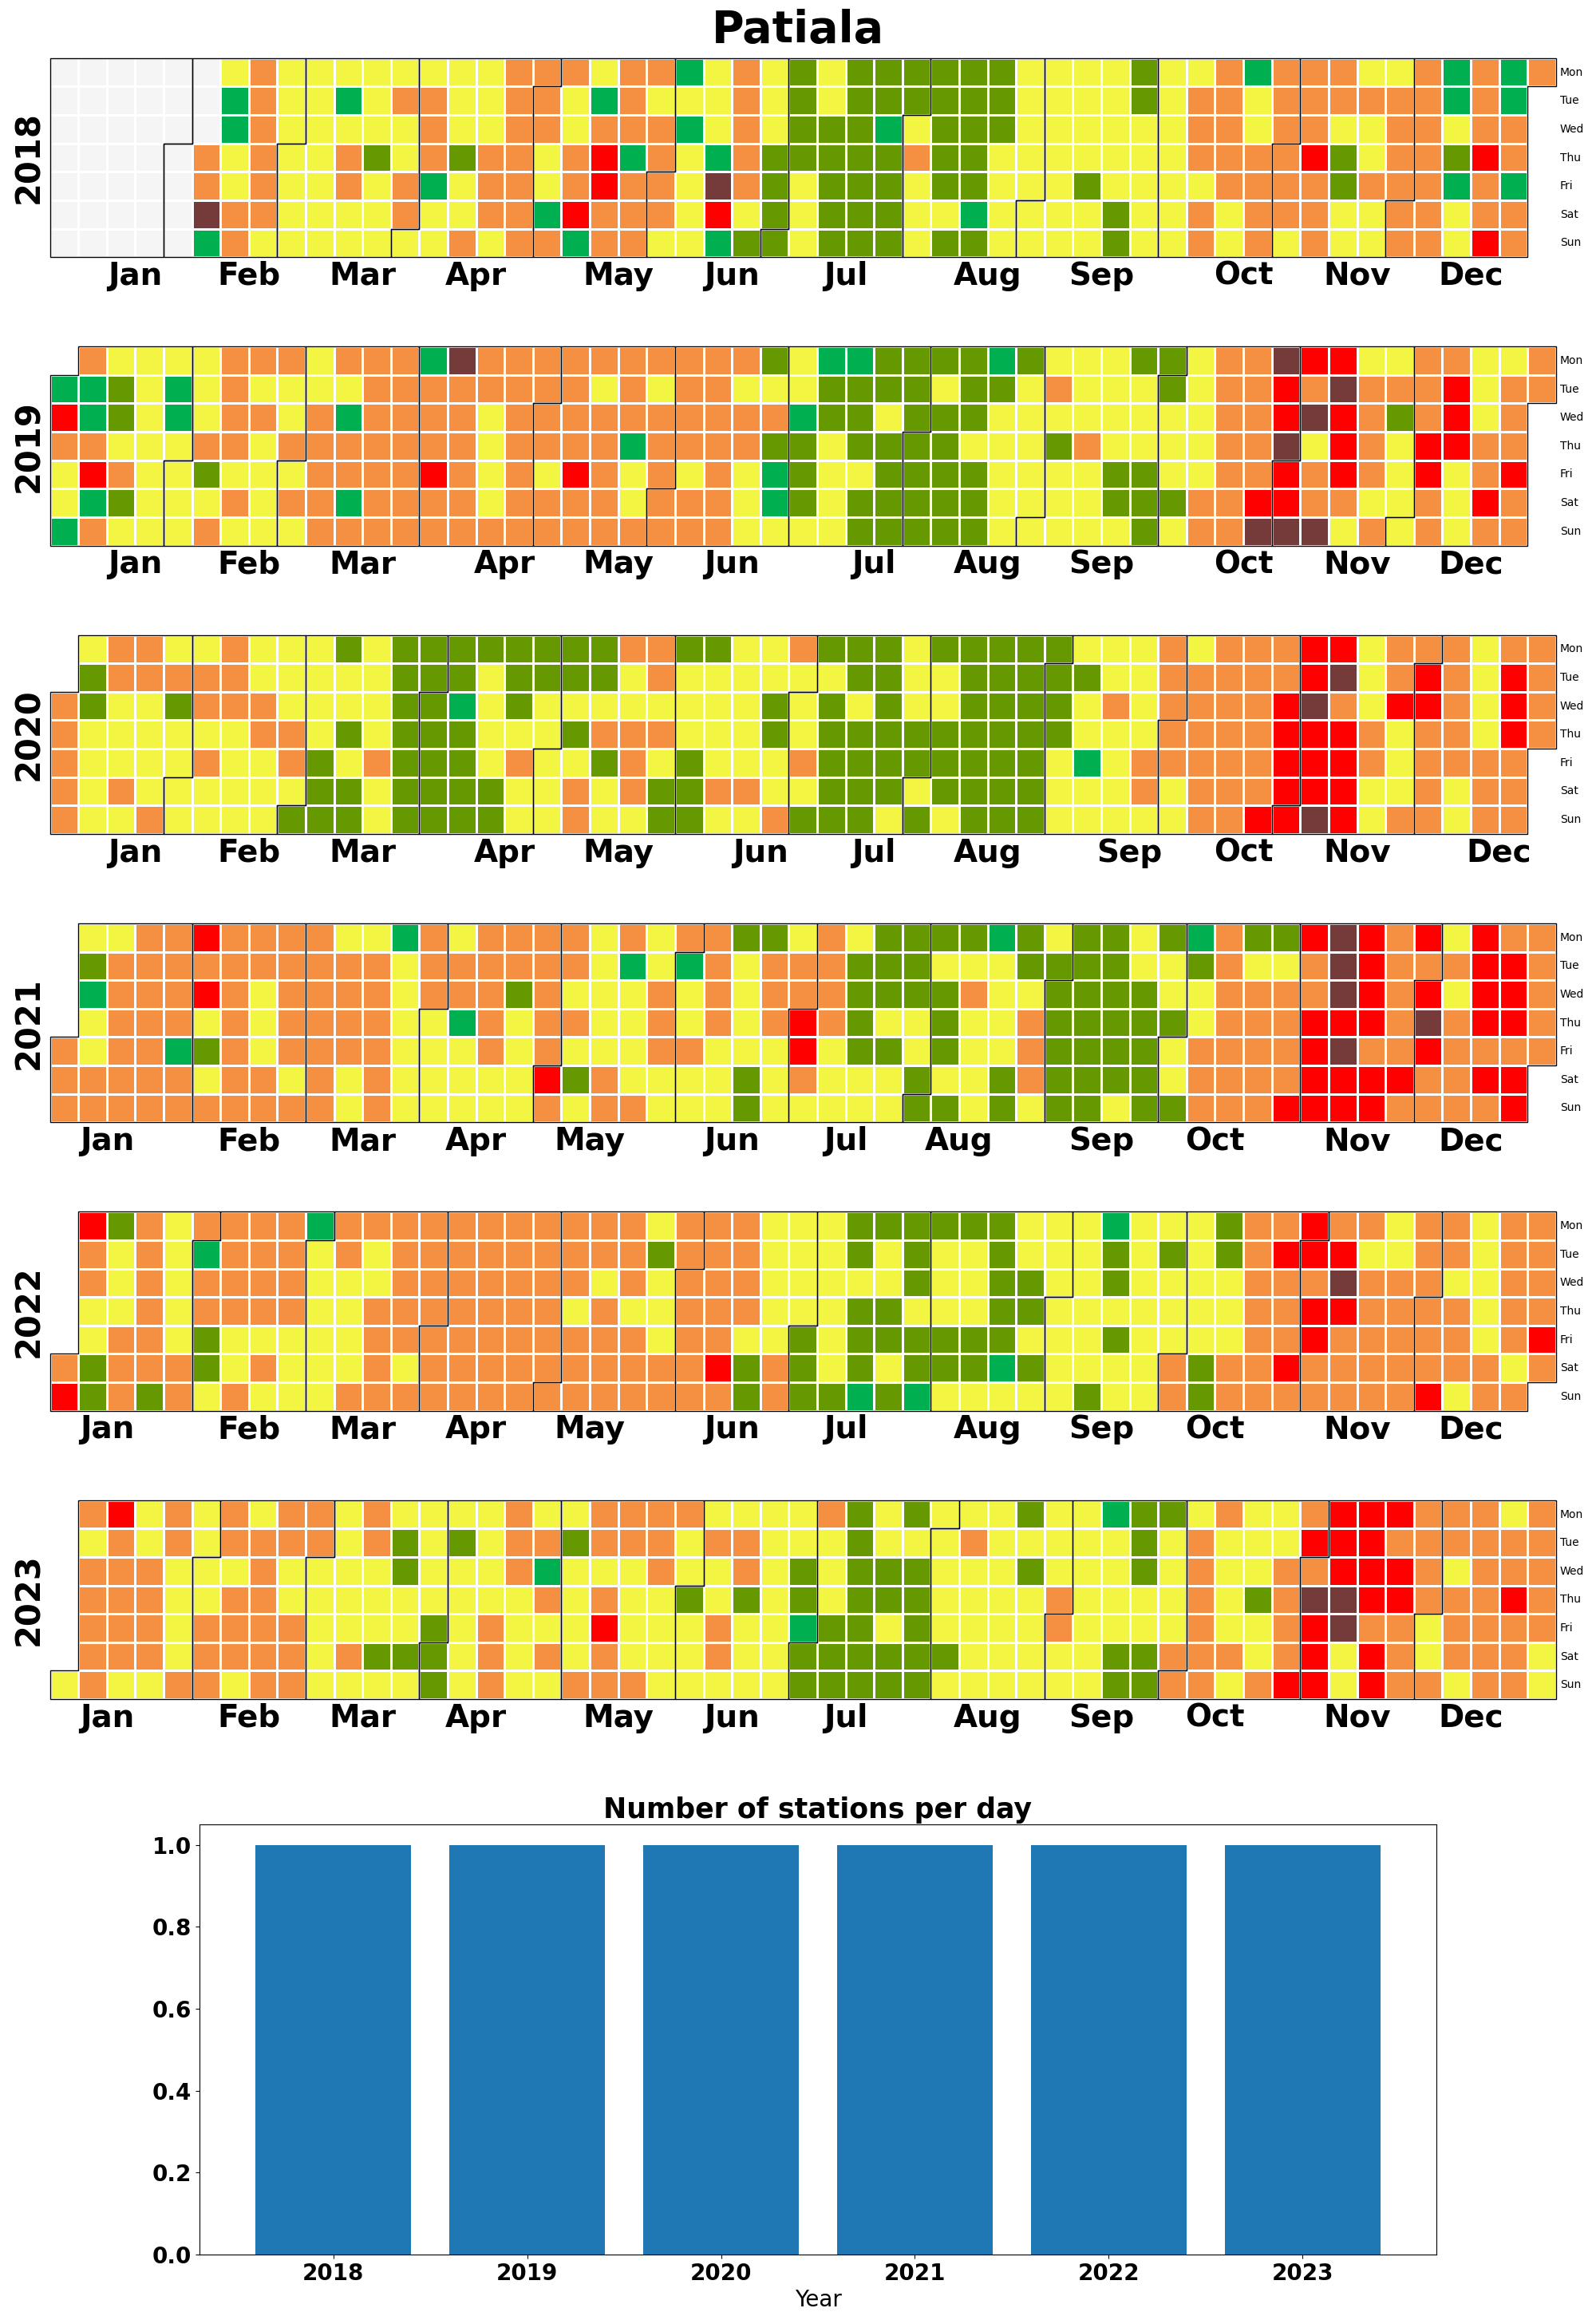 Patiala
2018
Mon
Tue
Wed
Thu
Fri
Sat
Sun
Jan Feb Mar Apr May Jun Jul Aug Sep Oct Nov Dec
2019
Mon
Tue
Wed
Thu
Fri
Sat
Sun
Jan Feb Mar Apr May Jun Jul Aug Sep Oct Nov Dec
2020
Mon
Tue
Wed
Thu
Fri
Sat
Sun
Jan Feb Mar Apr May Jun Jul Aug Sep Oct Nov Dec
2021
Mon
Tue
Wed
Thu
Fri
Sat
Sun
Jan Feb Mar Apr May Jun Jul Aug Sep Oct Nov Dec
2022
Mon
Tue
Wed
Thu
Fri
Sat
Sun
Jan Feb Mar Apr May Jun Jul Aug Sep Oct Nov Dec
2023
Mon
Tue
Wed
Thu
Fri
Sat
Sun
Jan Feb Mar Apr May Jun Jul Aug Sep Oct Nov Dec
Number of stations per day
1.0
0.8
0.6
0.4
0.2
0.0
2018 2019 2020 2021 2022 2023
Year